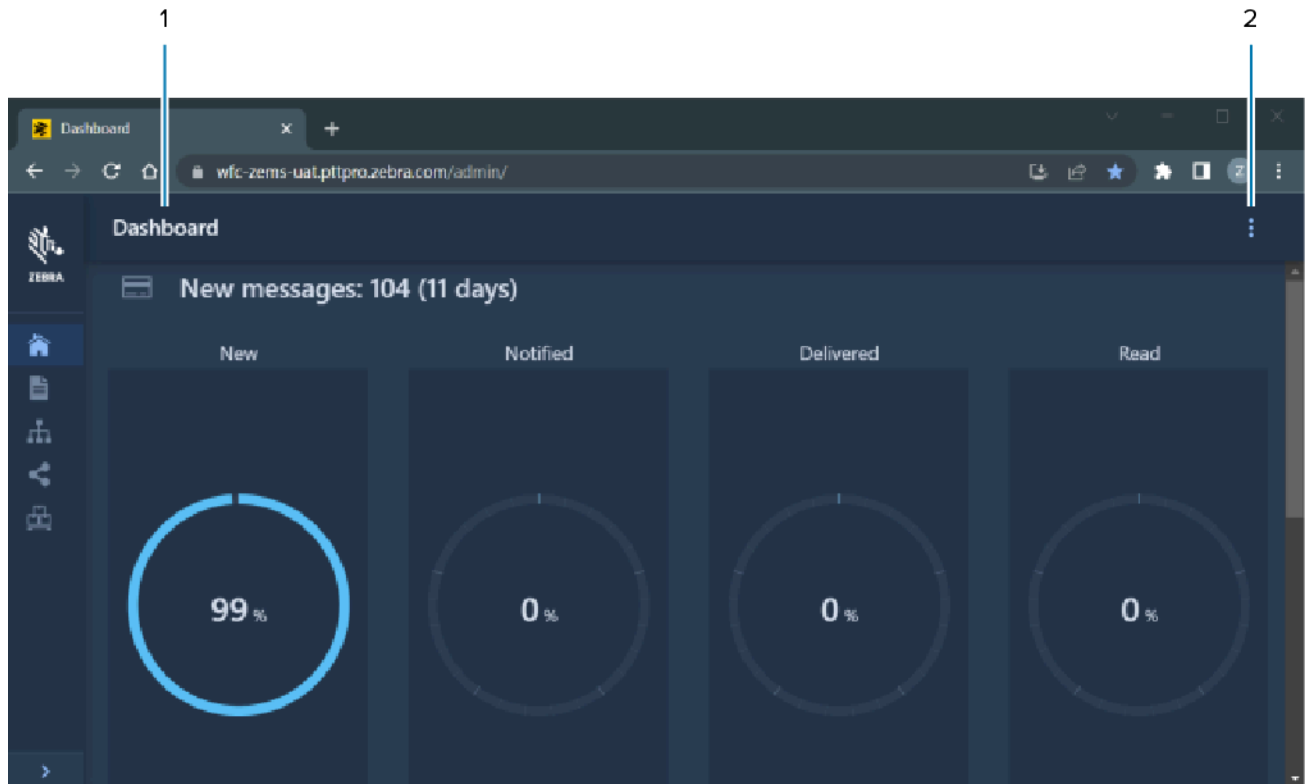 1 2
Dashboard
wfc-zems-uat.pttpro.zebra.com/admin/
Z
ZEBRA
Dashboard
New messages: 104 (11 days)
New Notified Delivered Read
99 % 0 % 0 % 0 %